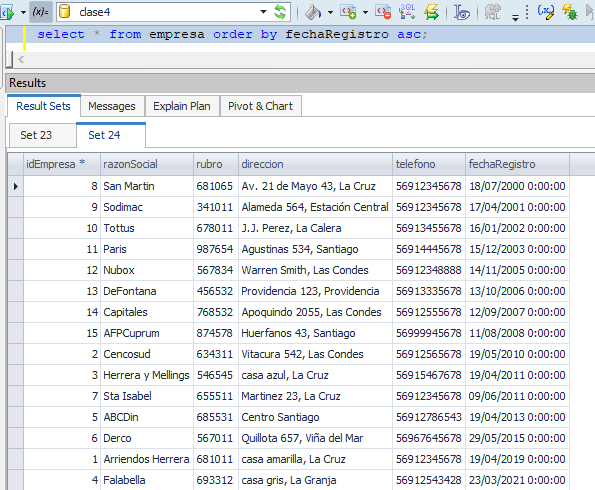 (x)= clase4 SQL SQL (x)
select * from empresa order by fechaRegistro asc;
Results
Result Sets Messages Explain Plan Pivot & Chart
Set 23 Set 24
idEmpresa * razonSocial rubro direccion telefono fechaRegistro
8 San Martin 681065 Av. 21 de Mayo 43, La Cruz 56912345678 18/07/2000 0:00:00
9 Sodimac 341011 Alameda 564, Estación Central 56912345678 17/04/2001 0:00:00
10 Tottus 678011 J.J. Perez, La Calera 56913455678 16/01/2002 0:00:00
11 Paris 987654 Agustinas 534, Santiago 56914445678 15/12/2003 0:00:00
12 Nubox 567834 Warren Smith, Las Condes 56912348888 14/11/2005 0:00:00
13 DeFontana 456532 Providencia 123, Providencia 56913335678 13/10/2006 0:00:00
14 Capitales 768532 Apoquindo 2055, Las Condes 56912555678 12/09/2007 0:00:00
15 AFPCuprum 874578 Huerfanos 43, Santiago 56999945678 11/08/2008 0:00:00
2 Cencosud 634311 Vitacura 542, Las Condes 56912565678 19/05/2010 0:00:00
3 Herrera y Mellings 546545 casa azul, La Cruz 56915467678 19/04/2011 0:00:00
7 Sta Isabel 655511 Martinez 23, La Cruz 56912345678 09/06/2011 0:00:00
5 ABCDin 685531 Centro Santiago 56912786543 19/04/2013 0:00:00
6 Derco 567011 Quillota 657, Viña del Mar 56967645678 29/05/2015 0:00:00
1 Arriendos Herrera 681011 casa amarilla, La Cruz 56912345678 19/04/2019 0:00:00
4 Falabella 693312 casa gris, La Granja 56912543428 23/03/2021 0:00:00